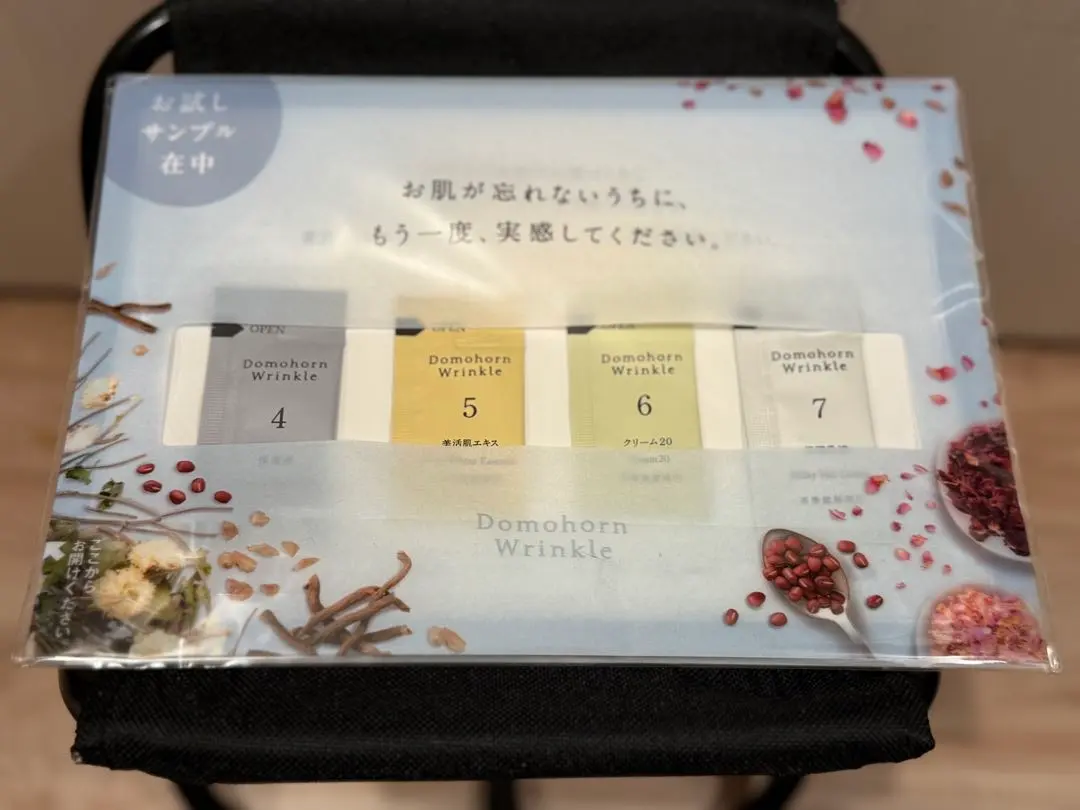 お試し
サンプル
在中
お肌が忘れないうちに、
もう一度、実感してください。
OPEN
Domohorn
Wrinkle
4
OPEN
Domohorn
Wrinkle
5
美活肌エキス
OPEN
Domohorn
Wrinkle
6
クリーム20
Cream20
Domohorn
Wrinkle
7
Domohorn
Wrinkle
ここから
お開けください